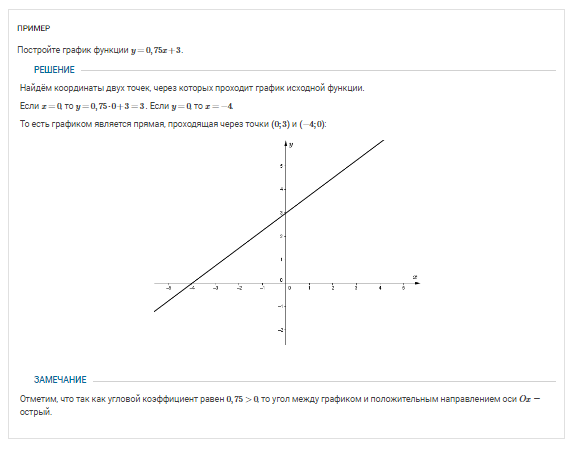 ПРИМЕР
Постройте график функции y = 0,75x + 3.
РЕШЕНИЕ
Найдём координаты двух точек, через которых проходит график исходной функции.
Если x = 0, то y = 0,75 · 0 + 3 = 3. Если y = 0, то x = −4.
То есть графиком является прямая, проходящая через точки (0; 3) и (−4; 0):
y
5
4
3
2
1
0
x
-5 -4 -3 -2 -1 0 1 2 3 4 5
-1
-2
ЗАМЕЧАНИЕ
Отметим, что так как угловой коэффициент равен 0,75 > 0, то угол между графиком и положительным направлением оси Ox —
острый.